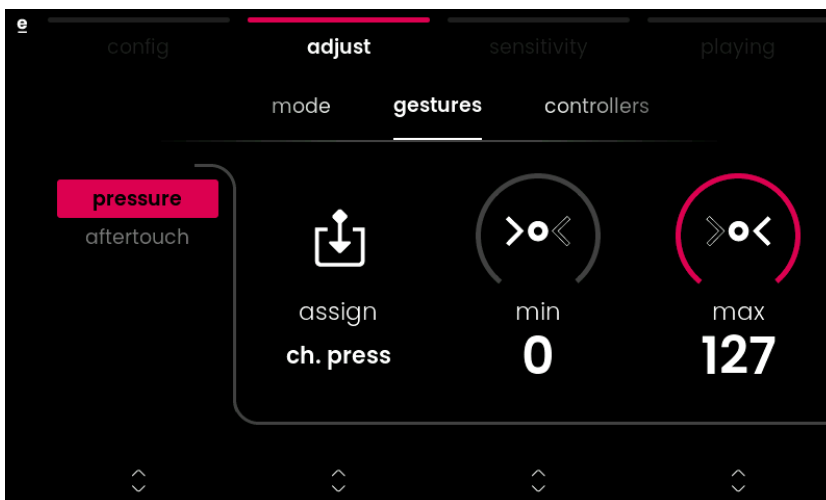 e
config
adjust
sensitivity
playing
mode
gestures
controllers
pressure
aftertouch
assign
min
max
ch. press
0
127